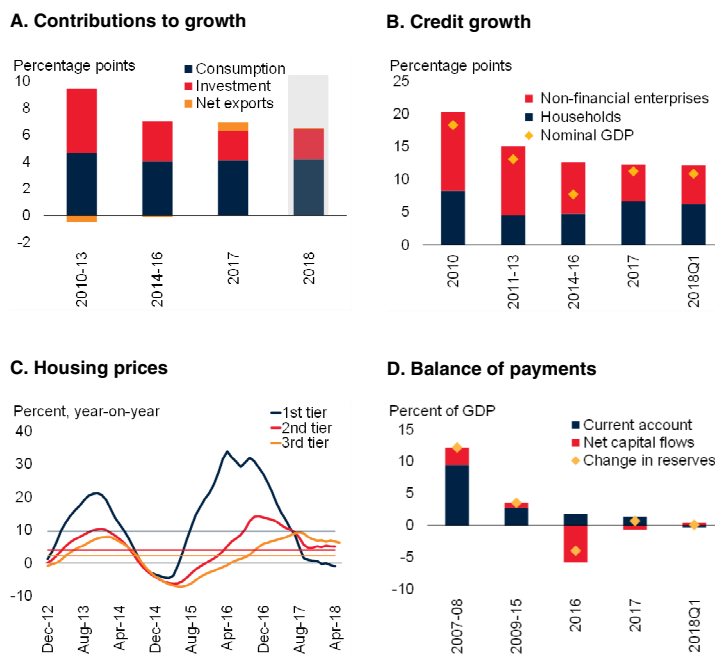 A. Contributions to growth
Percentage points
10
8
6
4
2
0
-2
Consumption
Investment
Net exports
2010-13
2014-16
2017
2018
B. Credit growth
Percentage points
25
20
15
10
5
0
Non-financial enterprises
Households
Nominal GDP
2010
2011-13
2014-16
2017
2018Q1
C. Housing prices
Percent, year-on-year
40
30
20
10
0
-10
1st tier
2nd tier
3rd tier
Dec-12
Aug-13
Apr-14
Dec-14
Aug-15
Apr-16
Dec-16
Aug-17
Apr-18
D. Balance of payments
Percent of GDP
15
10
5
0
-5
-10
Current account
Net capital flows
Change in reserves
2007-08
2009-15
2016
2017
2018Q1